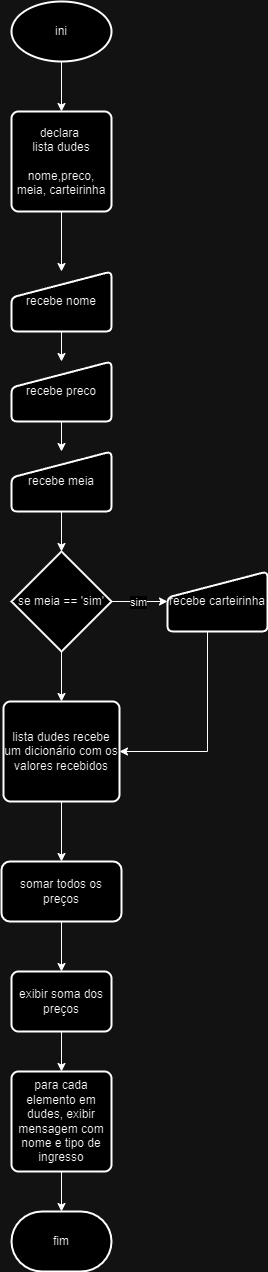 ini
declara
lista dudes
nome,preco,
meia, carteirinha
recebe nome
recebe preco
recebe meia
se meia == 'sim'
sim
recebe carteirinha
lista dudes recebe
um dicionário com os
valores recebidos
somar todos os
preços
exibir soma dos
preços
para cada
elemento em
dudes, exibir
mensagem com
nome e tipo de
ingresso
fim